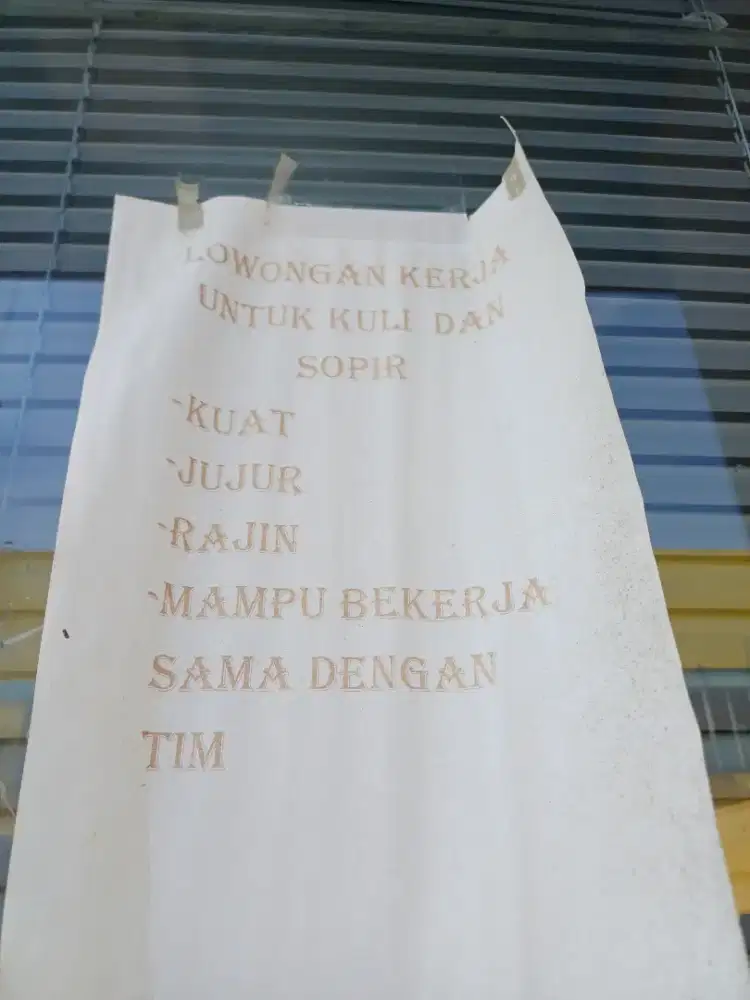 LOWONGAN KERJA
UNTUK KULI DAN
SOPIR
-KUAT
-JUJUR
-RAJIN
-MAMPU BEKERJA
SAMA DENGAN
TIM